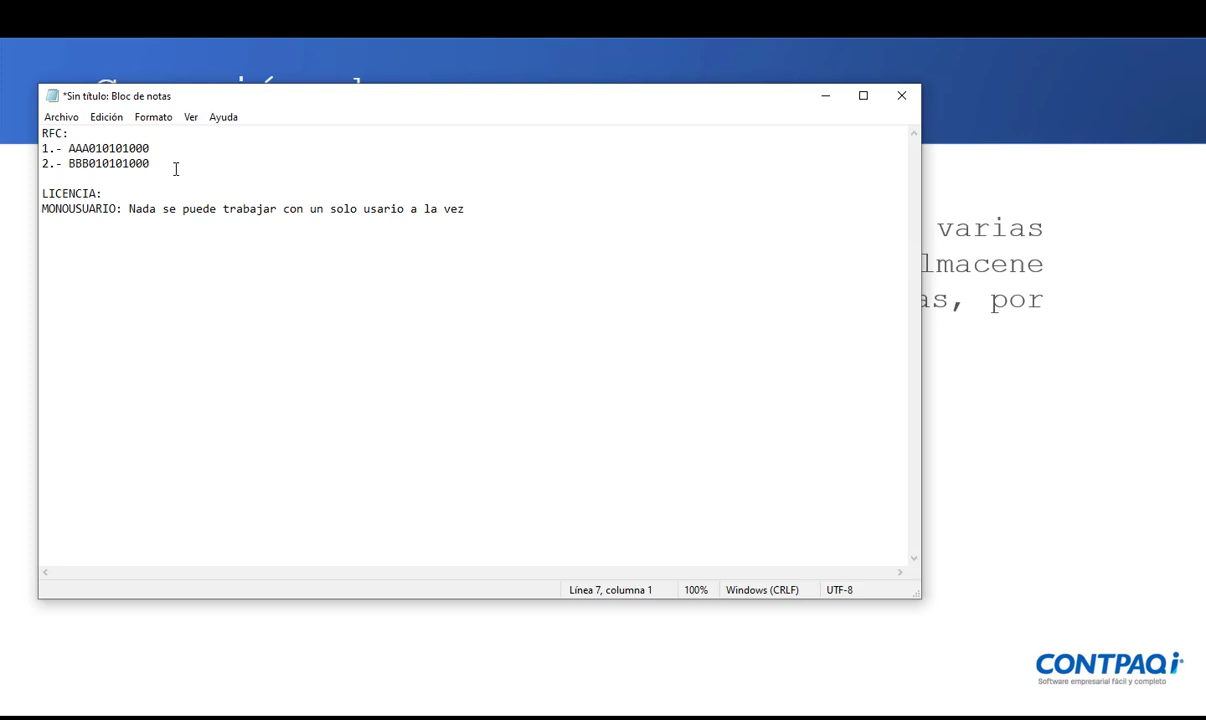 *Sin título: Bloc de notas
Archivo Edición Formato Ver Ayuda
RFC:
1.- AAA010101000
2.- BBB010101000
LICENCIA:
MONOUSUARIO: Nada se puede trabajar con un solo usario a la vez
varias
lmacene
as, por
Línea 7, columna 1 100% Windows (CRLF) UTF-8
CONTPAQi
Software empresarial fácil y completo